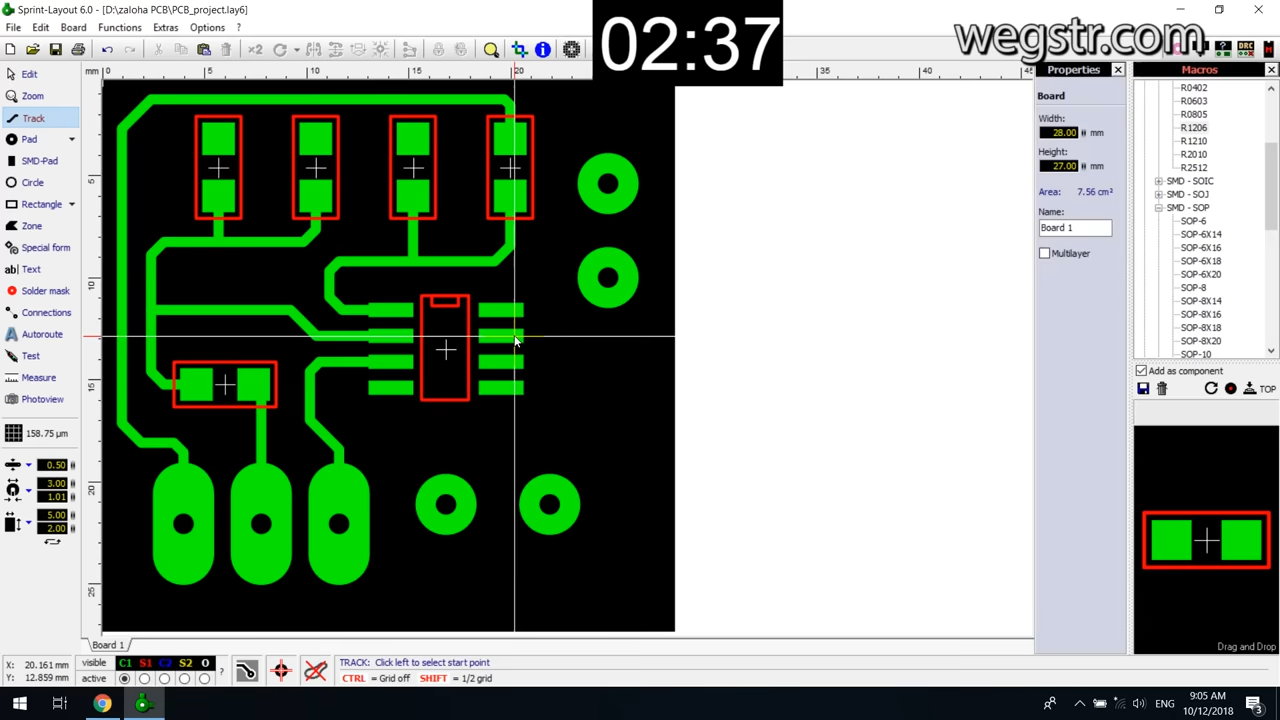 Sprint-Layout 6.0 - [D:\zaloha PCB\PCB_project.lay6]
02:37
wegstr.com
File Edit Board Functions Extras Options ?
×2
DRC
M
mm 0 5 10 15 20 35 40 45
Edit
Zoom
Track
Pad
SMD-Pad
Circle
Rectangle
Zone
Special form
Text
Solder mask
Connections
Autoroute
Test
Measure
Photoview
158.75 µm
0.50
3.00
1.01
5.00
2.00
5
10
15
20
25
Properties
Board
Width:
28.00 mm
Height:
27.00 mm
Area: 7.56 cm²
Name:
Board 1
Multilayer
Macros
R0402
R0603
R0805
R1206
R1210
R2010
R2512
SMD - SOIC
SMD - SOJ
SMD - SOP
SOP-6
SOP-6X14
SOP-6X16
SOP-6X18
SOP-6X20
SOP-8
SOP-8X14
SOP-8X16
SOP-8X18
SOP-8X20
SOP-10
Add as component
TOP
Drag and Drop
Board 1
X: 20.161 mm
Y: 12.859 mm
visible C1 S1 C2 S2 O
active
?
TRACK: Click left to select start point
CTRL = Grid off SHIFT = 1/2 grid
ENG
9:05 AM
10/12/2018
3